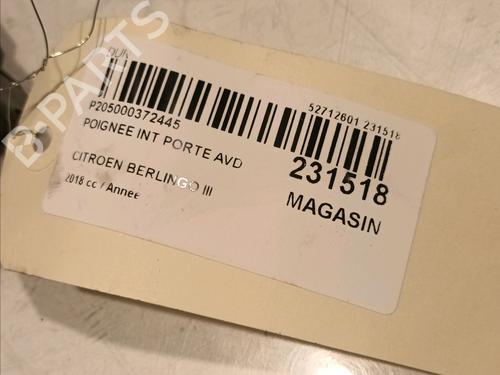 B-PARTS
52712601 231518
P205000372445
POIGNEE INT PORTE AVD
231518
CITROEN BERLINGO III
MAGASIN
2018 cc / Annee